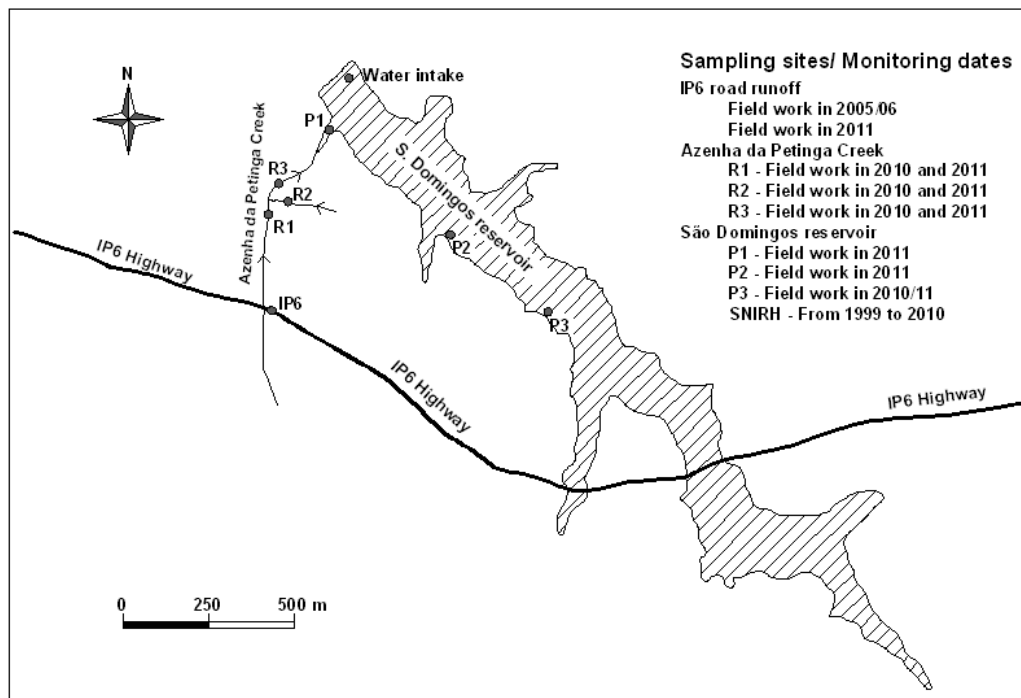 N
Water intake
P1
Azenha da Petinga Creek
R3
R2
R1
S. Domingos reservoir
P2
P3
IP6 Highway
IP6
IP6 Highway
IP6 Highway
0 250 500 m
Sampling sites/ Monitoring dates
IP6 road runoff
Field work in 2005/06
Field work in 2011
Azenha da Petinga Creek
R1 - Field work in 2010 and 2011
R2 - Field work in 2010 and 2011
R3 - Field work in 2010 and 2011
São Domingos reservoir
P1 - Field work in 2011
P2 - Field work in 2011
P3 - Field work in 2010/11
SNIRH - From 1999 to 2010